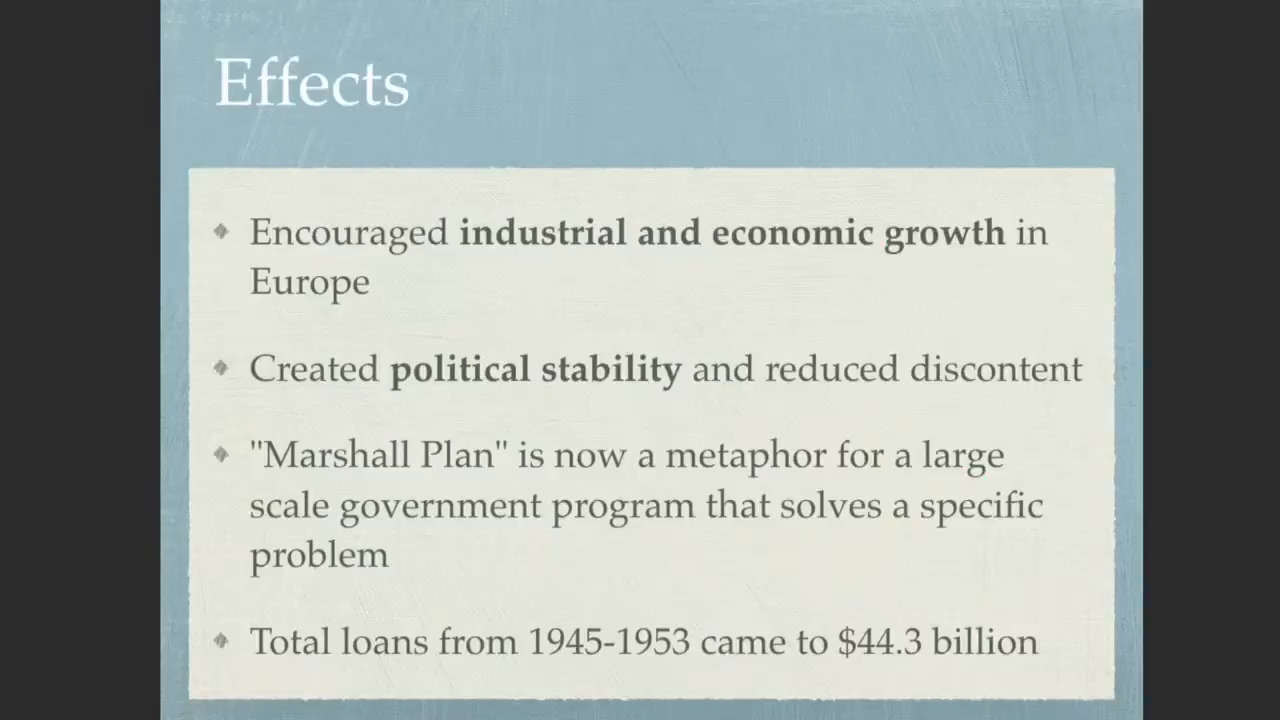 Effects
Encouraged industrial and economic growth in
Europe
Created political stability and reduced discontent
"Marshall Plan" is now a metaphor for a large
scale government program that solves a specific
problem
Total loans from 1945-1953 came to $44.3 billion